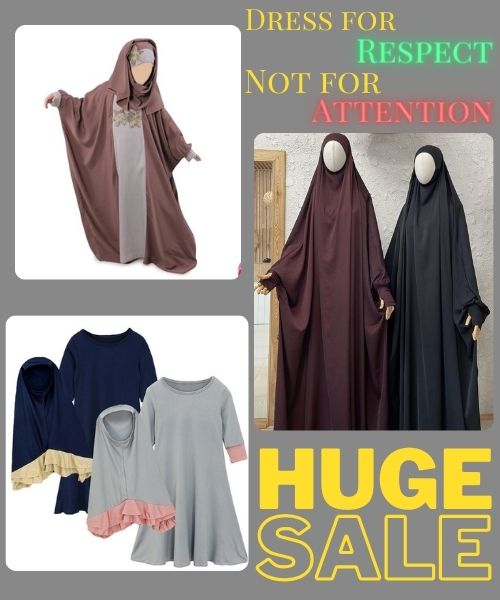 Dress for
Respect
Not for
Attention
HUGE
SALE